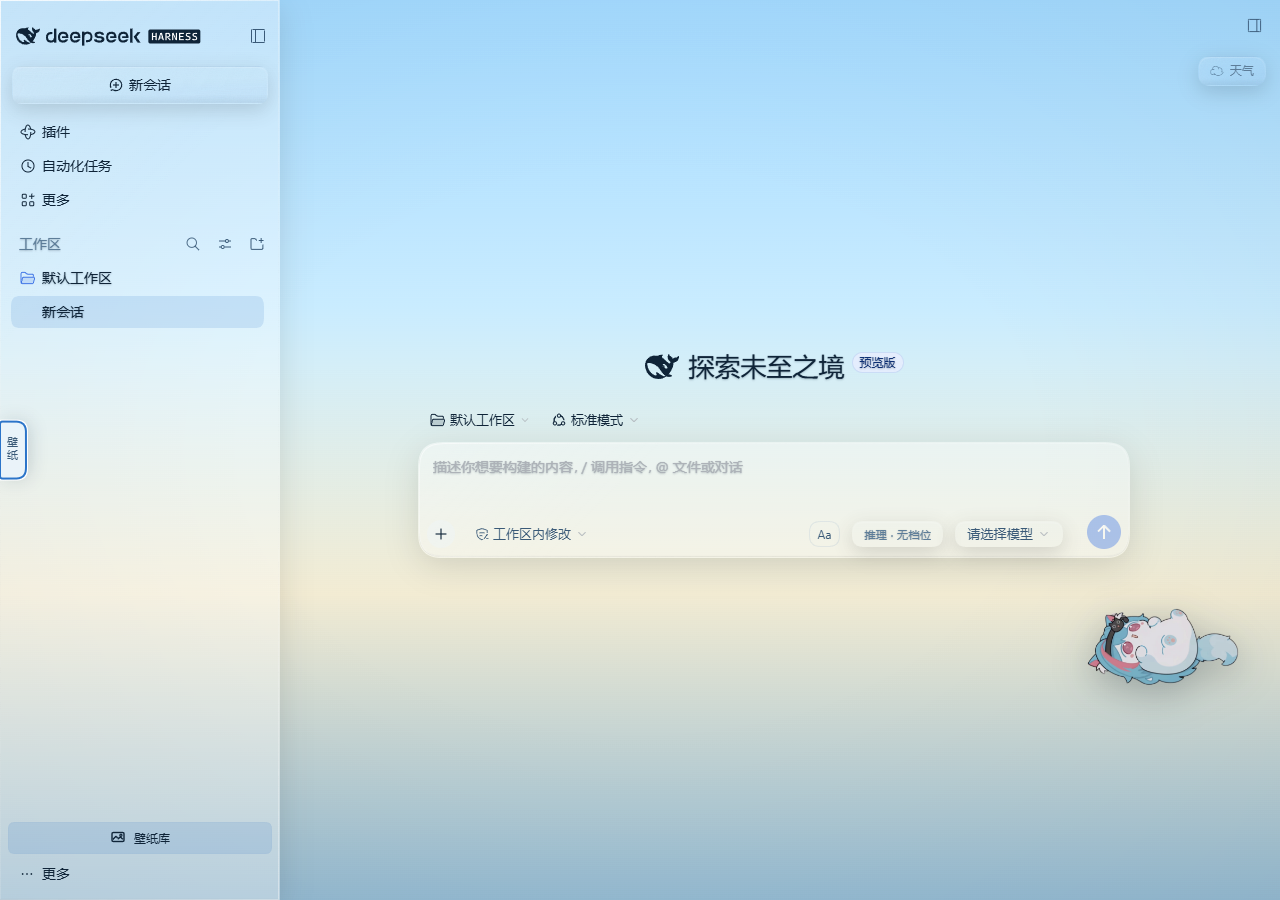 deepseek HARNESS
新会话
天气
插件
自动化任务
更多
工作区
默认工作区
新会话
探索未至之境 预览版
默认工作区 标准模式
壁纸
描述你想要构建的内容, / 调用指令, @ 文件或对话
工作区内修改 Aa 推理 · 无档位 请选择模型
壁纸库
更多